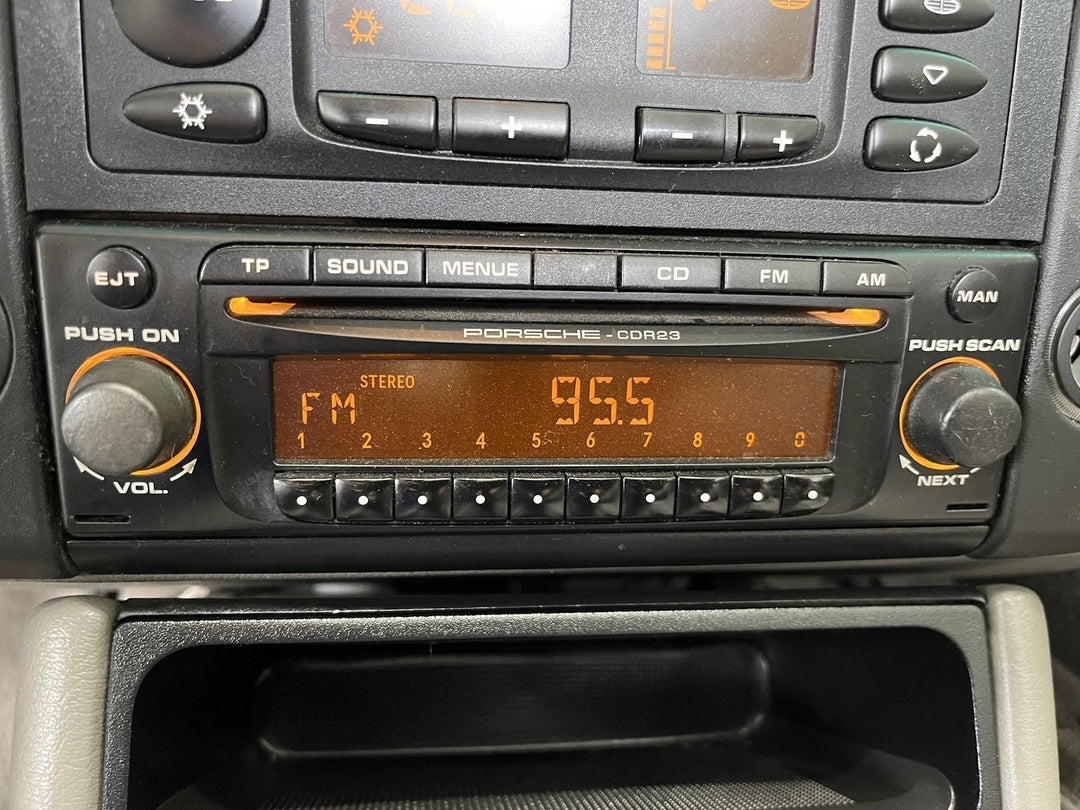 - + - +
EJT TP SOUND MENUE CD FM AM MAN
PUSH ON PORSCHE - CDR23 PUSH SCAN
STEREO
FM 95.5
1 2 3 4 5 6 7 8 9 0
VOL. NEXT